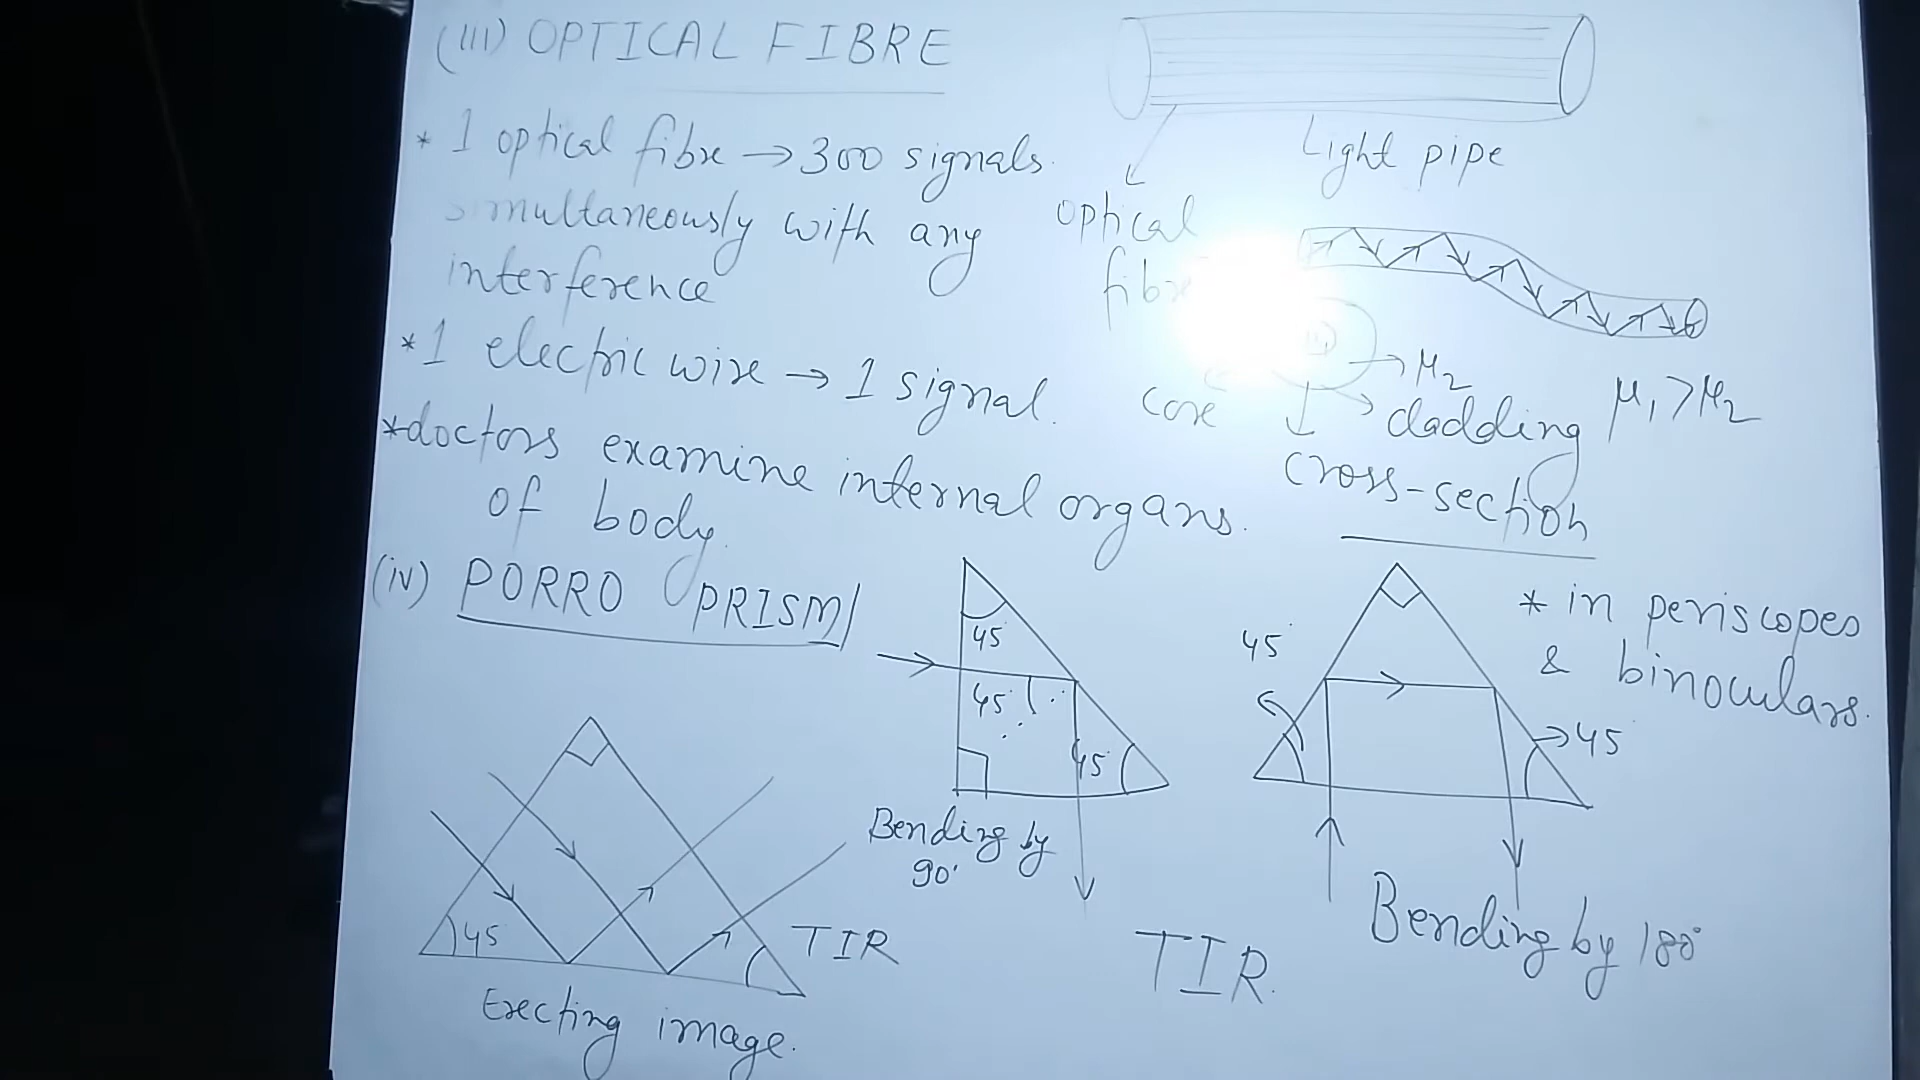 (III) OPTICAL FIBRE
* 1 optical fibre → 300 signals.
simultaneously with any
interference
* 1 electric wire → 1 signal.
* doctors examine internal organs.
of body.
Light pipe
optical
fibre
μ2
core
cladding
μ1 > μ2
cross-section
(iv) PORRO PRISM
* in periscopes
& binoculars.
45°
45°
45°
Bending by
90°
45°
45
Bending by 180°
TIR.
45
TIR
Erecting image.